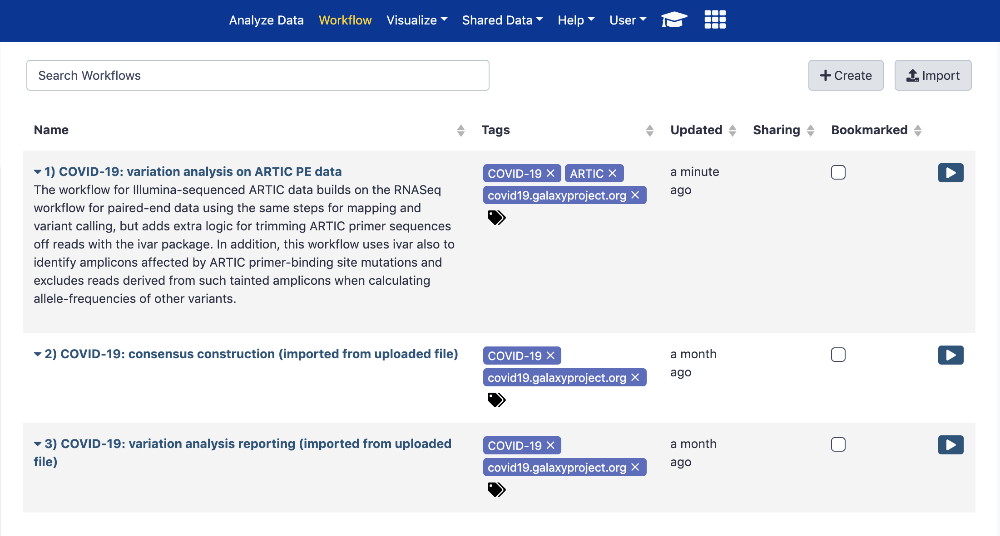 Analyze Data Workflow Visualize Shared Data Help User
Search Workflows
Create
Import
Name Tags Updated Sharing Bookmarked
1) COVID-19: variation analysis on ARTIC PE data
The workflow for Illumina-sequenced ARTIC data builds on the RNASeq
workflow for paired-end data using the same steps for mapping and
variant calling, but adds extra logic for trimming ARTIC primer sequences
off reads with the ivar package. In addition, this workflow uses ivar also to
identify amplicons affected by ARTIC primer-binding site mutations and
excludes reads derived from such tainted amplicons when calculating
allele-frequencies of other variants.
COVID-19 ARTIC
covid19.galaxyproject.org
a minute
ago
2) COVID-19: consensus construction (imported from uploaded file)
COVID-19
covid19.galaxyproject.org
a month
ago
3) COVID-19: variation analysis reporting (imported from uploaded
file)
COVID-19
covid19.galaxyproject.org
a month
ago